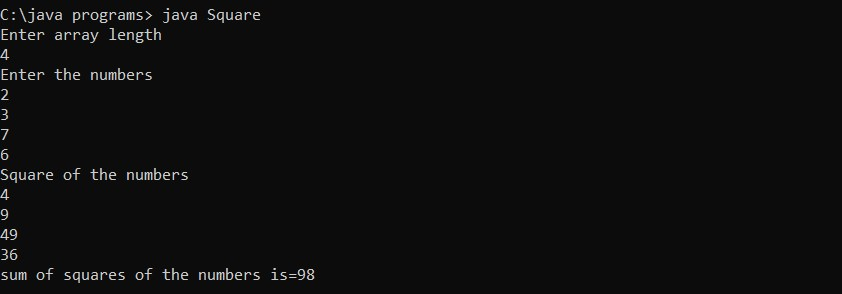 C:\java programs> java Square
Enter array length
4
Enter the numbers
2
3
7
6
Square of the numbers
4
9
49
36
sum of squares of the numbers is=98